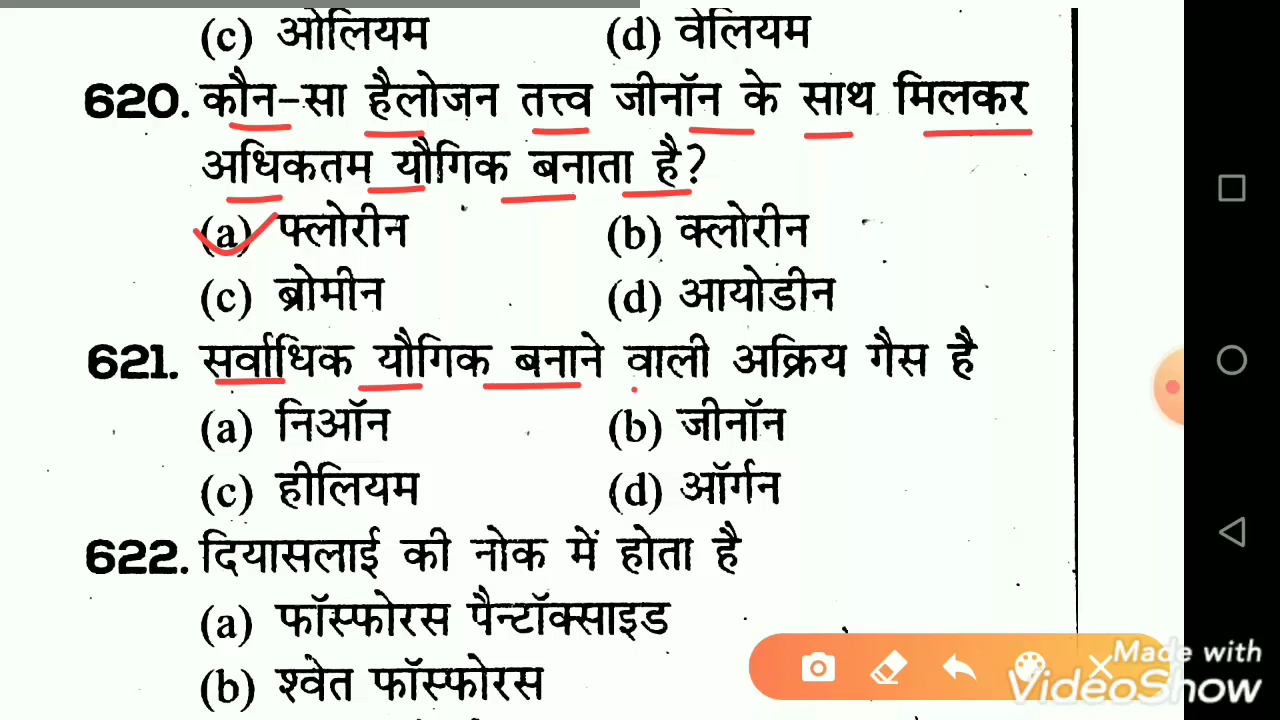 (c) ओलियम (d) वेलियम
620. कौन-सा हैलोजन तत्त्व जीनॉन के साथ मिलकर
अधिकतम यौगिक बनाता है?
(a) फ्लोरीन (b) क्लोरीन
(c) ब्रोमीन (d) आयोडीन
621. सर्वाधिक यौगिक बनाने वाली अक्रिय गैस है
(a) निऑन (b) जीनॉन
(c) हीलियम (d) ऑर्गन
622. दियासलाई की नोक में होता है
(a) फॉस्फोरस पैन्टॉक्साइड
(b) श्वेत फॉस्फोरस
Made with
VideoShow